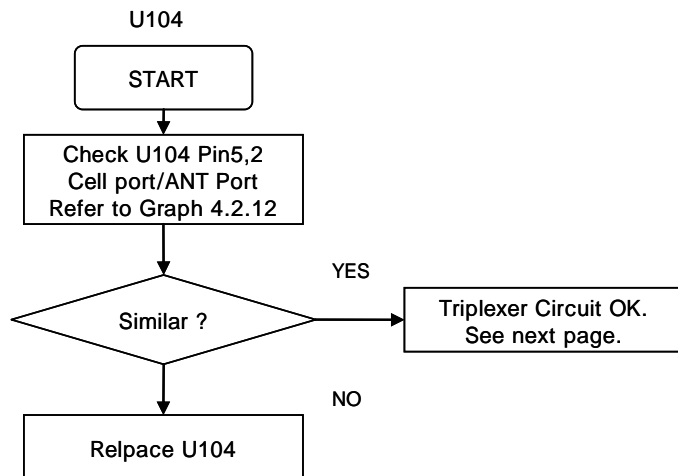 U104
START
Check U104 Pin5,2
Cell port/ANT Port
Refer to Graph 4.2.12
YES
Similar ?
Triplexer Circuit OK.
See next page.
NO
Relpace U104